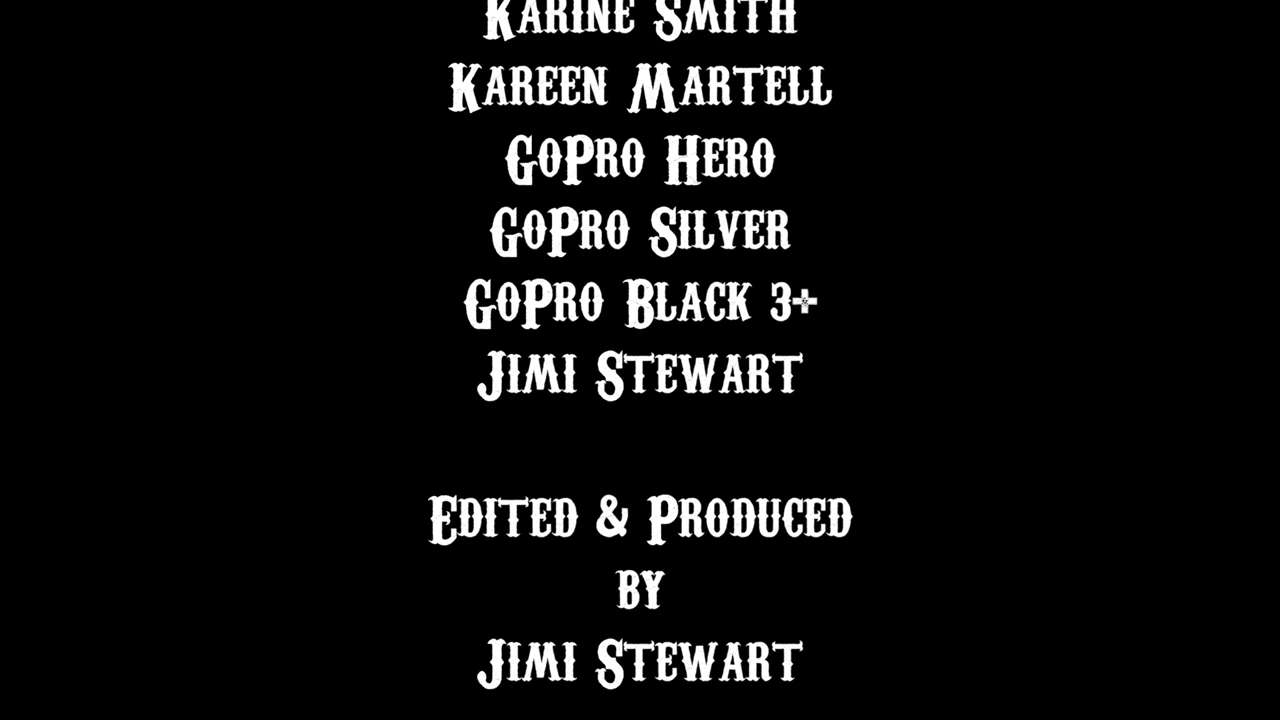 Karine Smith
Kareen Martell
GoPro Hero
GoPro Silver
GoPro Black 3+
Jimi Stewart
Edited & Produced
by
Jimi Stewart